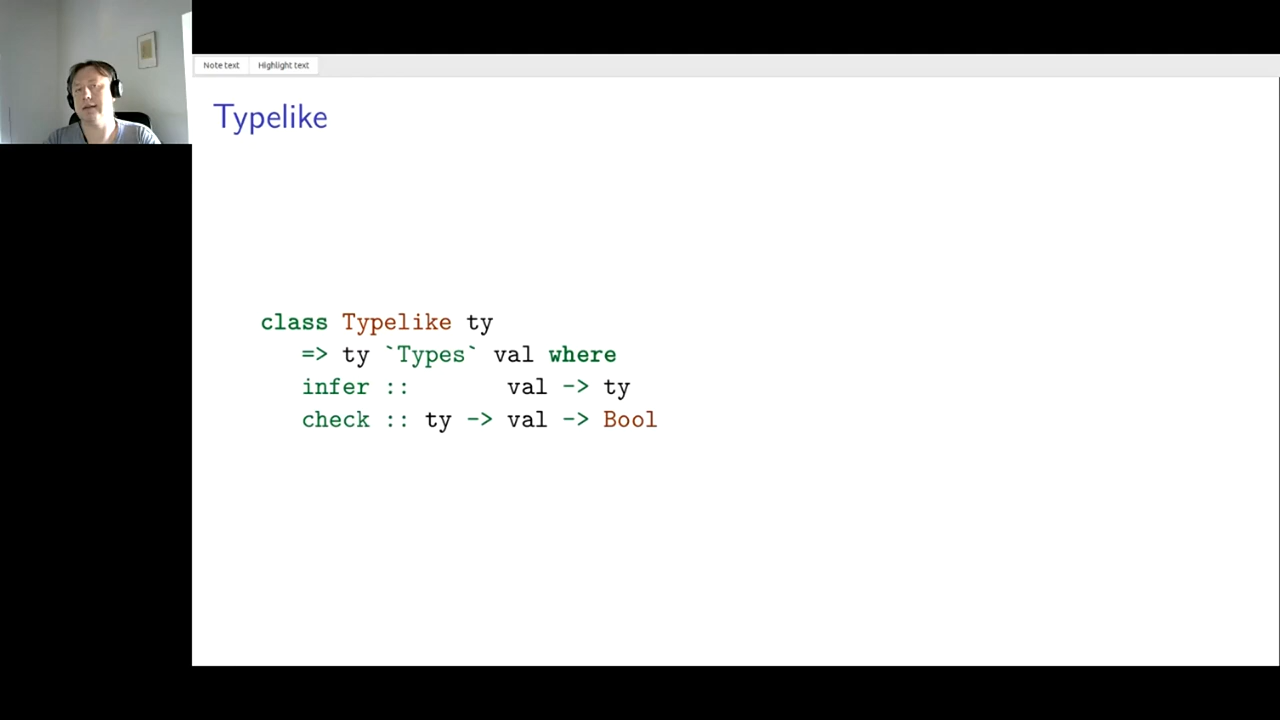 Note text Highlight text
Typelike
class Typelike ty
=> ty `Types` val where
infer :: val -> ty
check :: ty -> val -> Bool